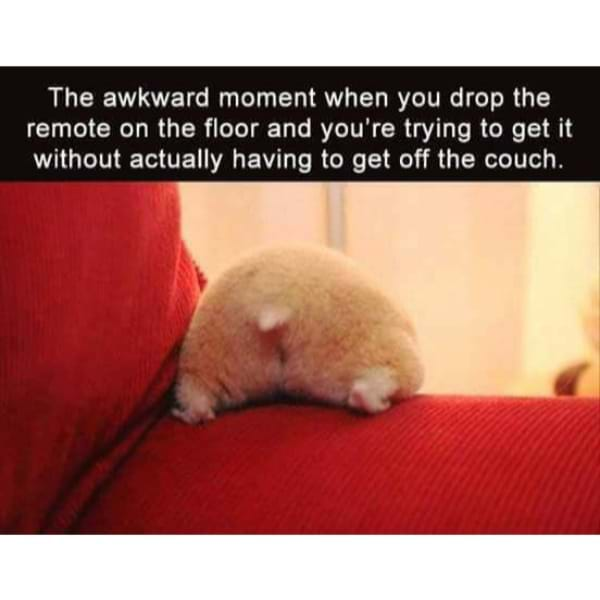 The awkward moment when you drop the
remote on the floor and you're trying to get it
without actually having to get off the couch.